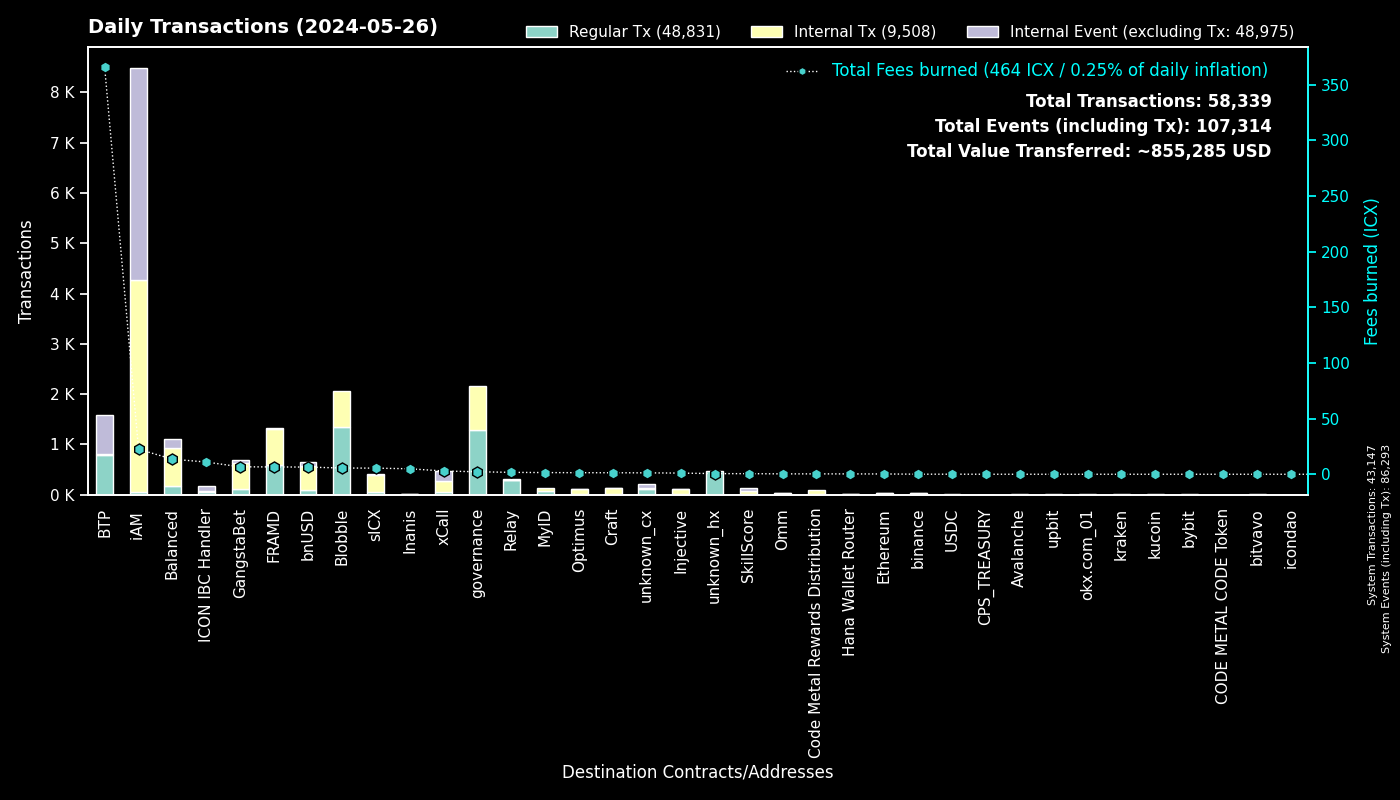 Daily Transactions (2024-05-26)
Regular Tx (48,831)
Internal Tx (9,508)
Internal Event (excluding Tx: 48,975)
Total Fees burned (464 ICX / 0.25% of daily inflation)
Total Transactions: 58,339
Total Events (including Tx): 107,314
Total Value Transferred: ~855,285 USD
Transactions
8 K
7 K
6 K
5 K
4 K
3 K
2 K
1 K
0 K
350
300
250
200
150
100
50
0
Fees burned (ICX)
System Transactions: 43,147
System Events (including Tx): 86,293
BTP
iAM
Balanced
ICON IBC Handler
GangstaBet
FRAMD
bnUSD
Blobble
sICX
Inanis
xCall
governance
Relay
MyID
Optimus
Craft
unknown_cx
Injective
unknown_hx
SkillScore
Omm
Code Metal Rewards Distribution
Hana Wallet Router
Ethereum
binance
USDC
CPS_TREASURY
Avalanche
upbit
okx.com_01
kraken
kucoin
bybit
CODE METAL CODE Token
bitvavo
icondao
Destination Contracts/Addresses